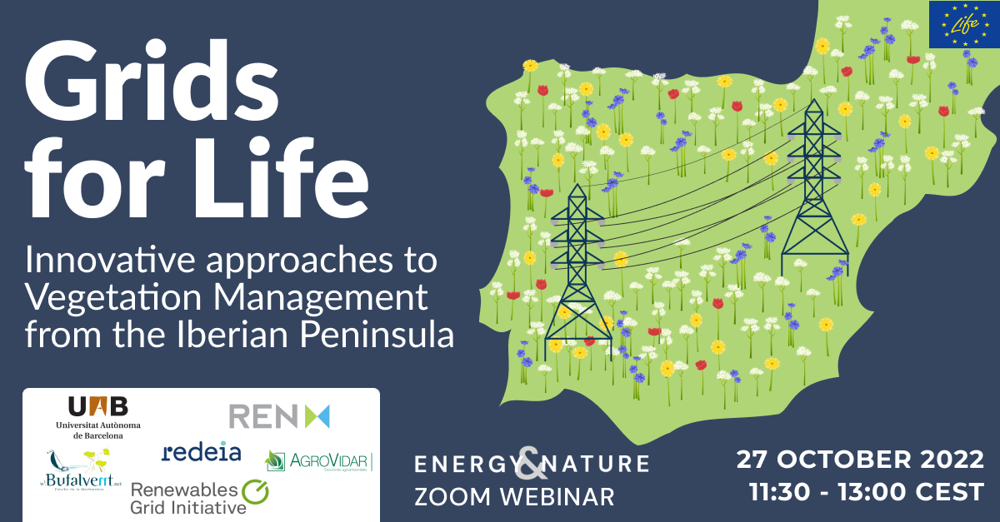 Grids
for Life
Innovative approaches to
Vegetation Management
from the Iberian Peninsula
Life
UAB
Universitat Autònoma
de Barcelona
REN
redeia
AGROVIDAR
Bufalvent.net
Renewables
Grid Initiative
ENERGY & NATURE
ZOOM WEBINAR
27 OCTOBER 2022
11:30 - 13:00 CEST